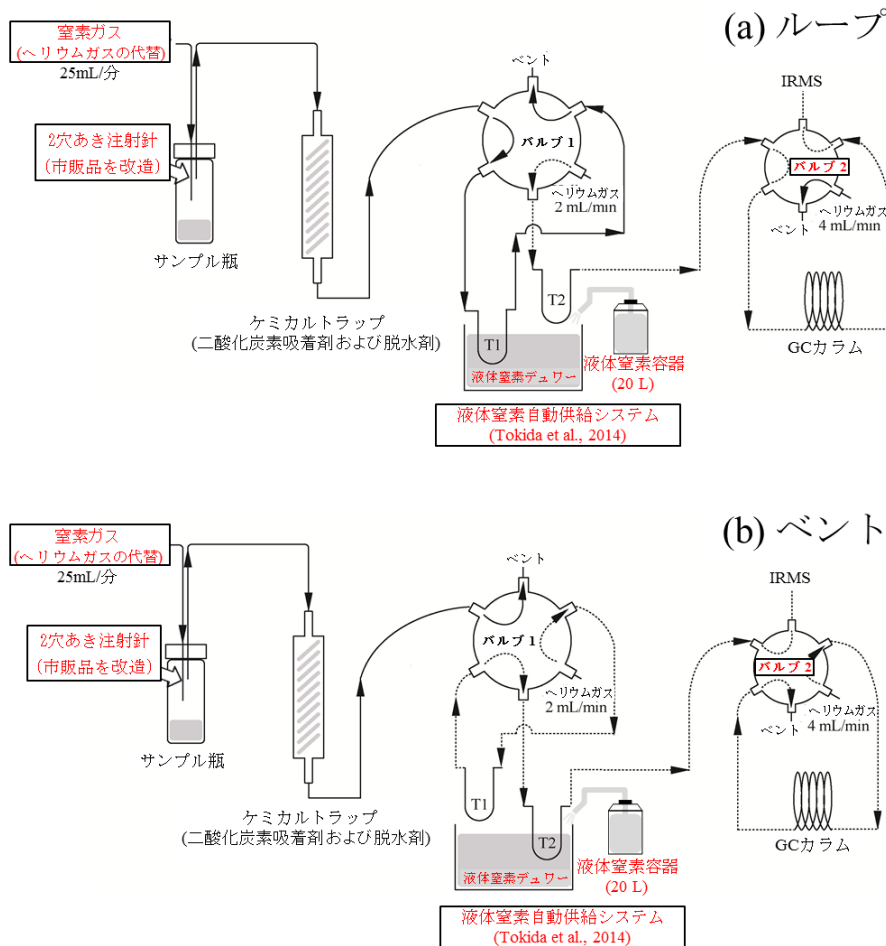 (a) ループ
窒素ガス
(ヘリウムガスの代替)
25mL/分
2穴あき注射針
(市販品を改造)
サンプル瓶
ケミカルトラップ
(二酸化炭素吸着剤および脱水剤)
ベント
バルブ 1
ヘリウムガス
2 mL/min
T1
T2
液体窒素デュワー
液体窒素容器
(20 L)
液体窒素自動供給システム
(Tokida et al., 2014)
IRMS
バルブ 2
ヘリウムガス
4 mL/min
ベント
GCカラム
(b) ベント
窒素ガス
(ヘリウムガスの代替)
25mL/分
2穴あき注射針
(市販品を改造)
サンプル瓶
ケミカルトラップ
(二酸化炭素吸着剤および脱水剤)
ベント
バルブ 1
ヘリウムガス
2 mL/min
T1
T2
液体窒素デュワー
液体窒素容器
(20 L)
液体窒素自動供給システム
(Tokida et al., 2014)
IRMS
バルブ 2
ヘリウムガス
4 mL/min
ベント
GCカラム